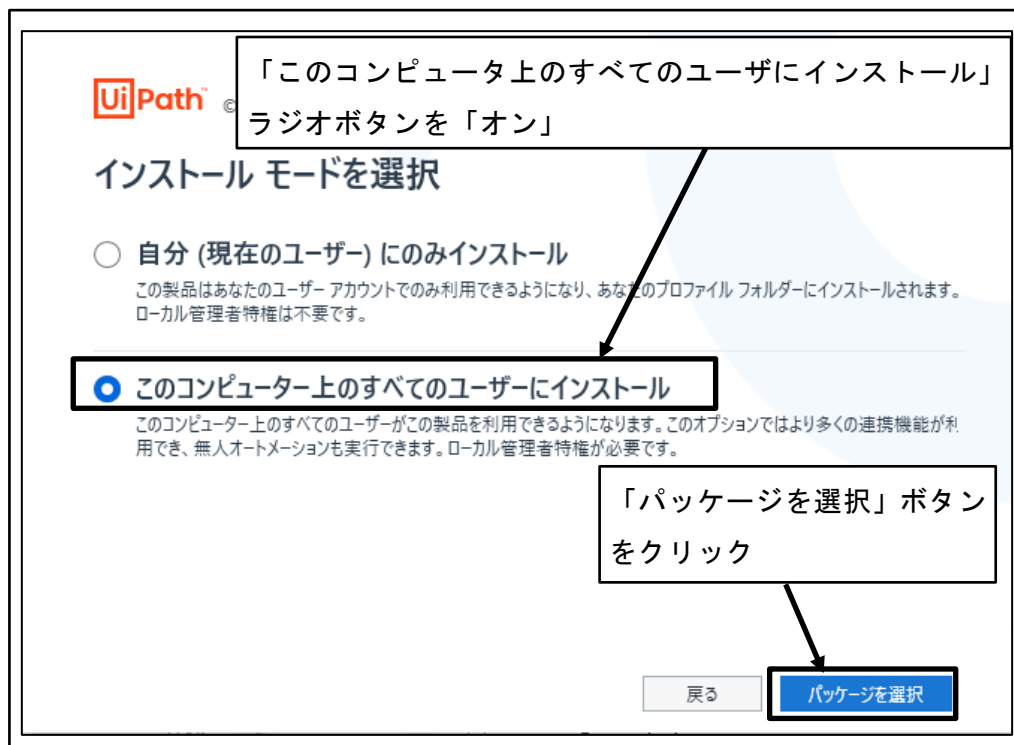 「このコンピュータ上のすべてのユーザにインストール」
ラジオボタンを「オン」
UiPath™ ©
インストール モードを選択
自分 (現在のユーザー) にのみインストール
この製品はあなたのユーザー アカウントでのみ利用できるようになり、あなたのプロファイル フォルダーにインストールされます。
ローカル管理者特権は不要です。
このコンピューター上のすべてのユーザーにインストール
このコンピューター上のすべてのユーザーがこの製品を利用できるようになります。このオプションではより多くの連携機能が利
用でき、無人オートメーションも実行できます。ローカル管理者特権が必要です。
「パッケージを選択」ボタン
をクリック
戻る
パッケージを選択